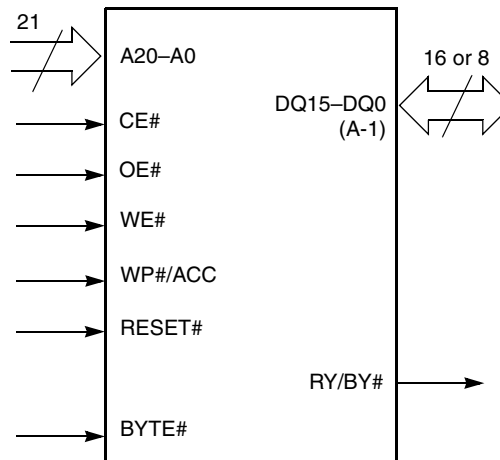 21
A20–A0
16 or 8
DQ15–DQ0
(A-1)
CE#
OE#
WE#
WP#/ACC
RESET#
RY/BY#
BYTE#